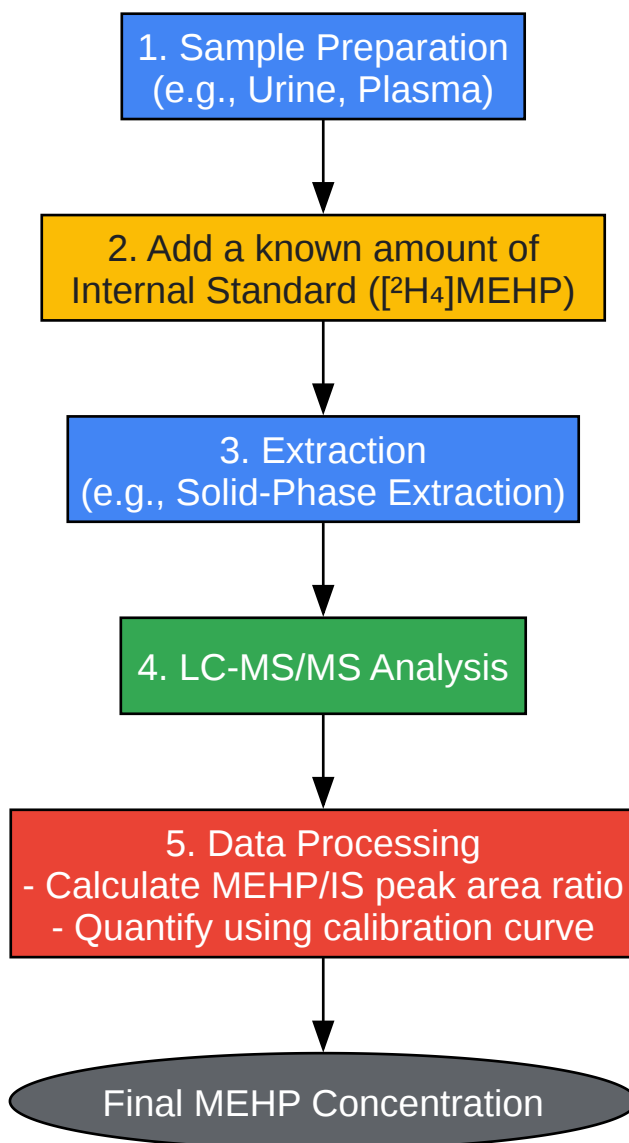 1. Sample Preparation
(e.g., Urine, Plasma)
2. Add a known amount of
Internal Standard ([²H₄]MEHP)
3. Extraction
(e.g., Solid-Phase Extraction)
4. LC-MS/MS Analysis
5. Data Processing
- Calculate MEHP/IS peak area ratio
- Quantify using calibration curve
Final MEHP Concentration